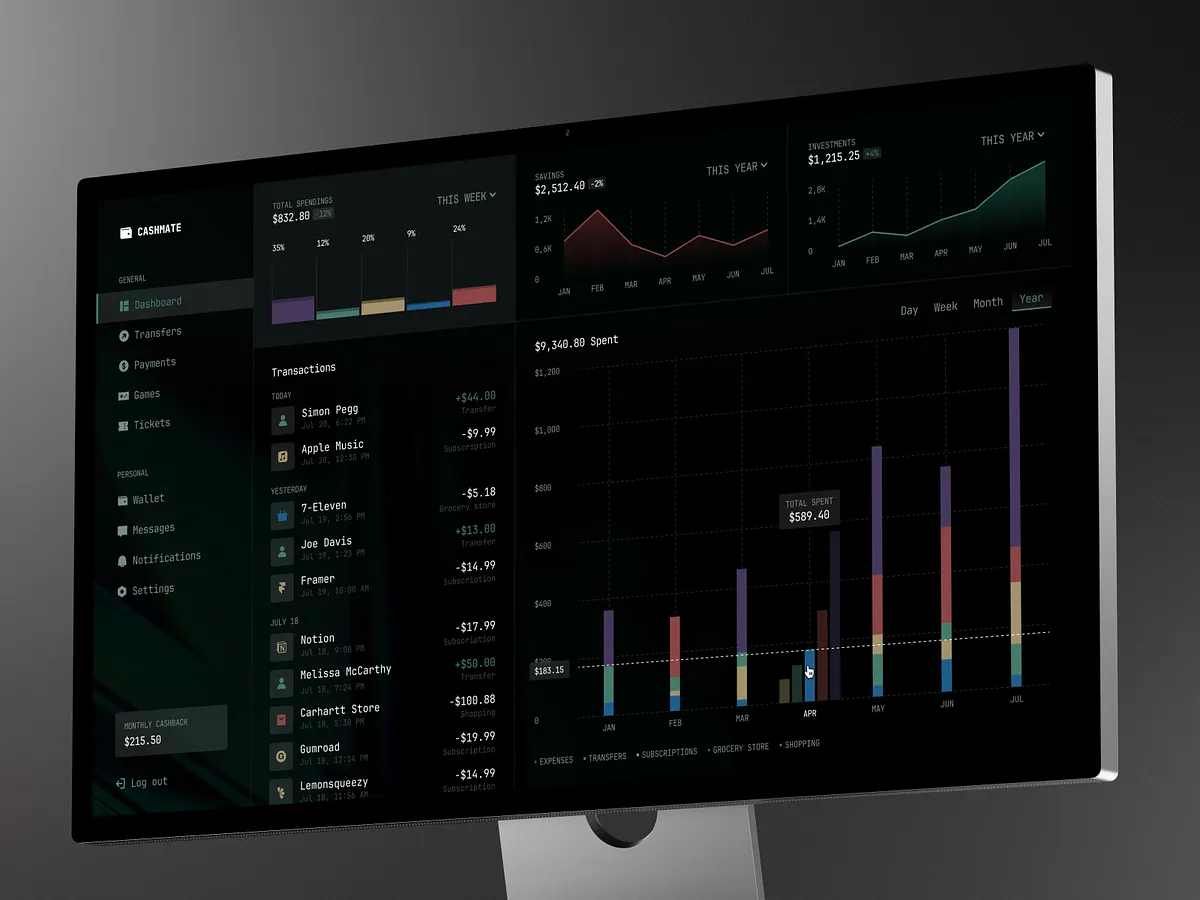 CASHMATE
GENERAL
Dashboard
Transfers
Payments
Games
Tickets
PERSONAL
Wallet
Messages
Notifications
Settings
MONTHLY CASHBACK
$215.50
Log out
TOTAL SPENDINGS
$832.80 -12%
THIS WEEK
35% 12% 20% 9% 24%
Transactions
TODAY
Simon Pegg +$44.00
Jul 20, 6:22 PM Transfer
Apple Music -$9.99
Jul 20, 12:38 PM Subscription
YESTERDAY
7-Eleven -$5.18
Jul 19, 2:56 PM Grocery store
Joe Davis +$13.00
Jul 19, 1:23 PM Transfer
Framer -$14.99
Jul 19, 10:00 AM Subscription
JULY 18
Notion -$17.99
Jul 18, 9:08 PM Subscription
Melissa McCarthy +$50.00
Jul 18, 7:24 PM Transfer
Carhartt Store -$100.88
Jul 18, 5:38 PM Shopping
Gumroad -$19.99
Jul 18, 12:14 PM Subscription
Lemonsqueezy -$14.99
Jul 18, 11:56 AM Subscription
SAVINGS
$2,512.40 -2%
THIS YEAR
1,2K
0,6K
0
JAN FEB MAR APR MAY JUN JUL
INVESTMENTS
$1,215.25 +4%
THIS YEAR
2,8K
1,4K
0
JAN FEB MAR APR MAY JUN JUL
$9,340.80 Spent
Day Week Month Year
$1,200
$1,000
$800
$600
$400
$183.15
0
TOTAL SPENT
$589.40
JAN FEB MAR APR MAY JUN JUL
EXPENSES TRANSFERS SUBSCRIPTIONS GROCERY STORE SHOPPING